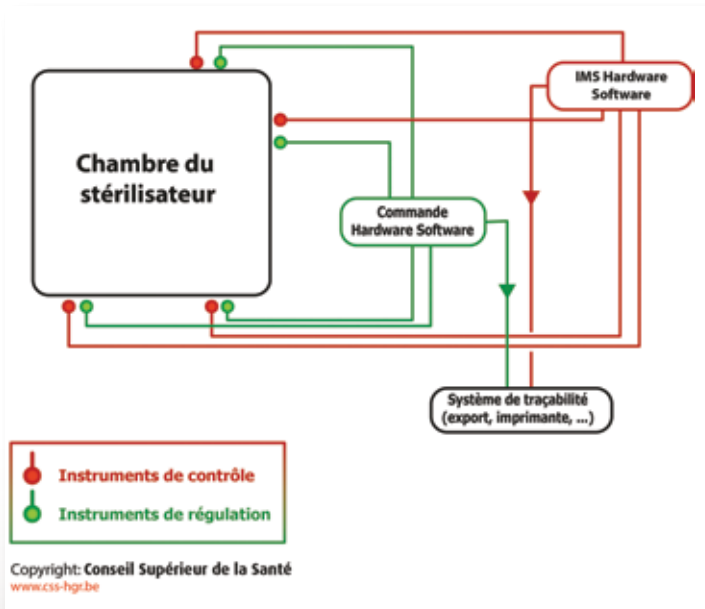 IMS Hardware
Software
Chambre du
stérilisateur
Commande
Hardware Software
Système de traçabilité
(export, imprimante, ...)
Instruments de contrôle
Instruments de régulation
Copyright: Conseil Supérieur de la Santé
www.css-hgr.be